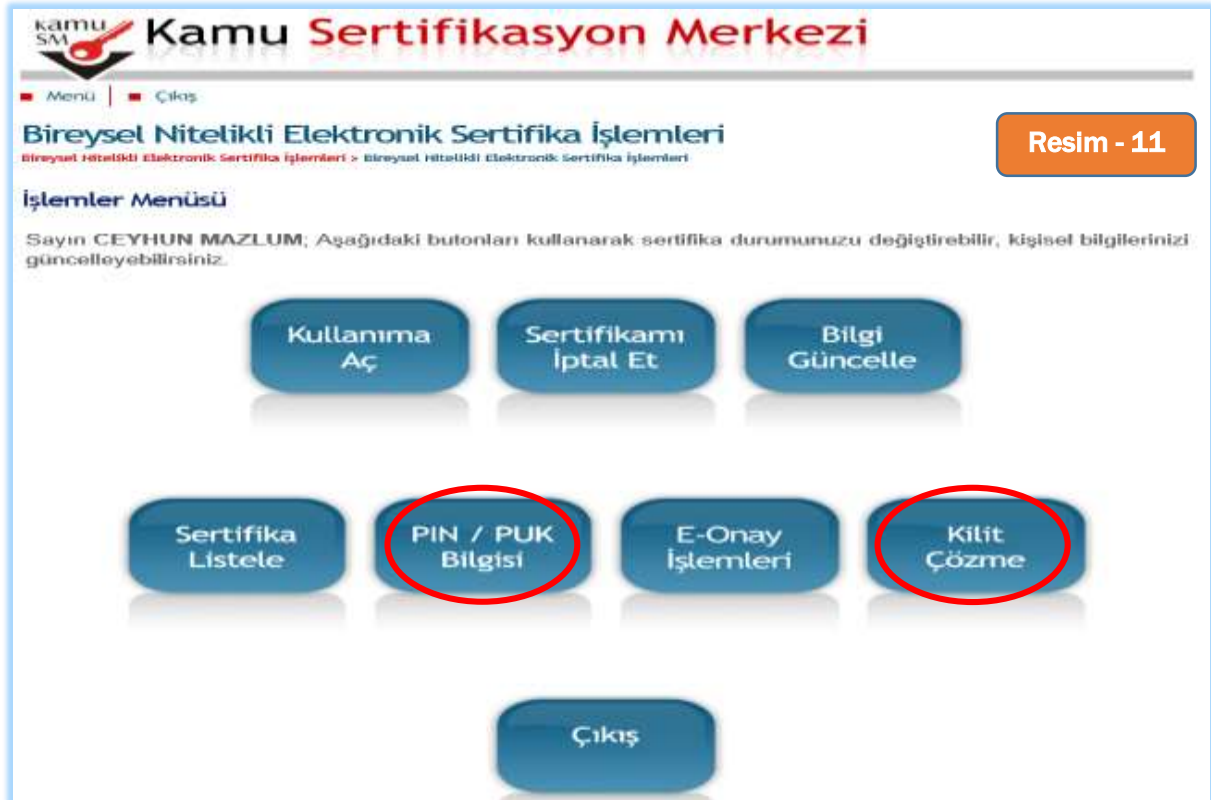 Kamu
SM
Kamu Sertifikasyon Merkezi
Menü | Çıkış
Bireysel Nitelikli Elektronik Sertifika İşlemleri
Bireysel Nitelikli Elektronik Sertifika İşlemleri > Bireysel Nitelikli Elektronik Sertifika İşlemleri
Resim - 11
İşlemler Menüsü
Sayın CEYHUN MAZLUM; Aşağıdaki butonları kullanarak sertifika durumunuzu değiştirebilir, kişisel bilgilerinizi
güncelleyebilirsiniz.
Kullanıma
Aç
Sertifikamı
İptal Et
Bilgi
Güncelle
Sertifika
Listele
PIN / PUK
Bilgisi
E-Onay
İşlemleri
Kilit
Çözme
Çıkış